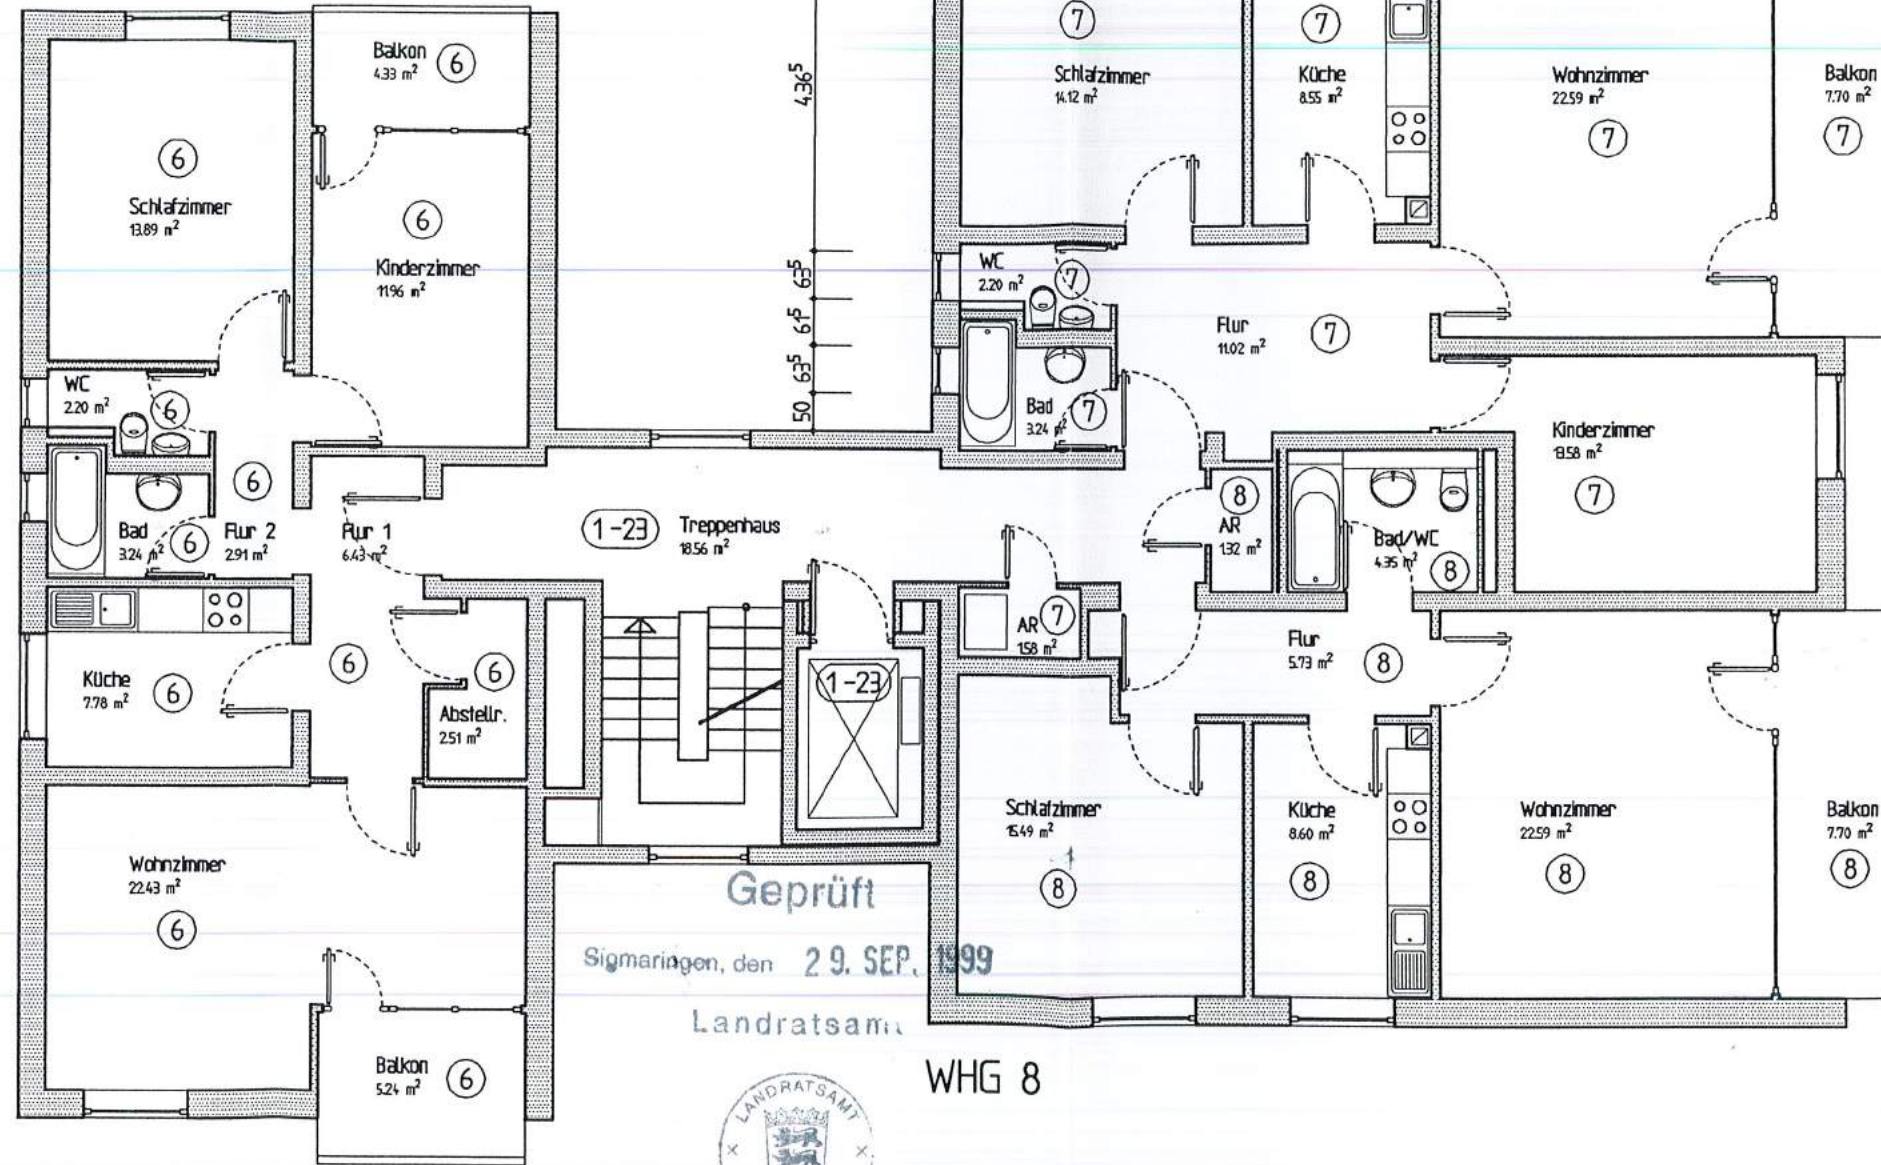 Balkon
4.33 m²
6
6
Schlafzimmer
13.89 m²
6
Kinderzimmer
11.96 m²
WC
2.20 m²
6
Bad
3.24 m²
6
6
Flur 2
2.91 m²
Flur 1
6.43 m²
6
Küche
7.78 m²
6
6
Abstellr.
2.51 m²
Wohnzimmer
22.43 m²
6
Balkon
5.24 m²
6
4.36⁵
63⁵
61⁵
63⁵
50
1-23
Treppenhaus
18.56 m²
1-23
7
Schlafzimmer
14.12 m²
7
Küche
8.55 m²
Wohnzimmer
22.59 m²
7
Balkon
7.70 m²
7
WC
2.20 m²
7
Flur
11.02 m²
7
Bad
3.24 m²
7
Kinderzimmer
13.58 m²
7
8
AR
1.32 m²
Bad/WC
4.35 m²
8
AR
1.58 m²
7
Flur
5.73 m²
8
Schlafzimmer
15.49 m²
8
Küche
8.60 m²
8
Wohnzimmer
22.59 m²
8
Balkon
7.70 m²
8
Geprüft
Sigmaringen, den 29. SEP. 1999
Landratsamt
WHG 8
LANDRATSAMT